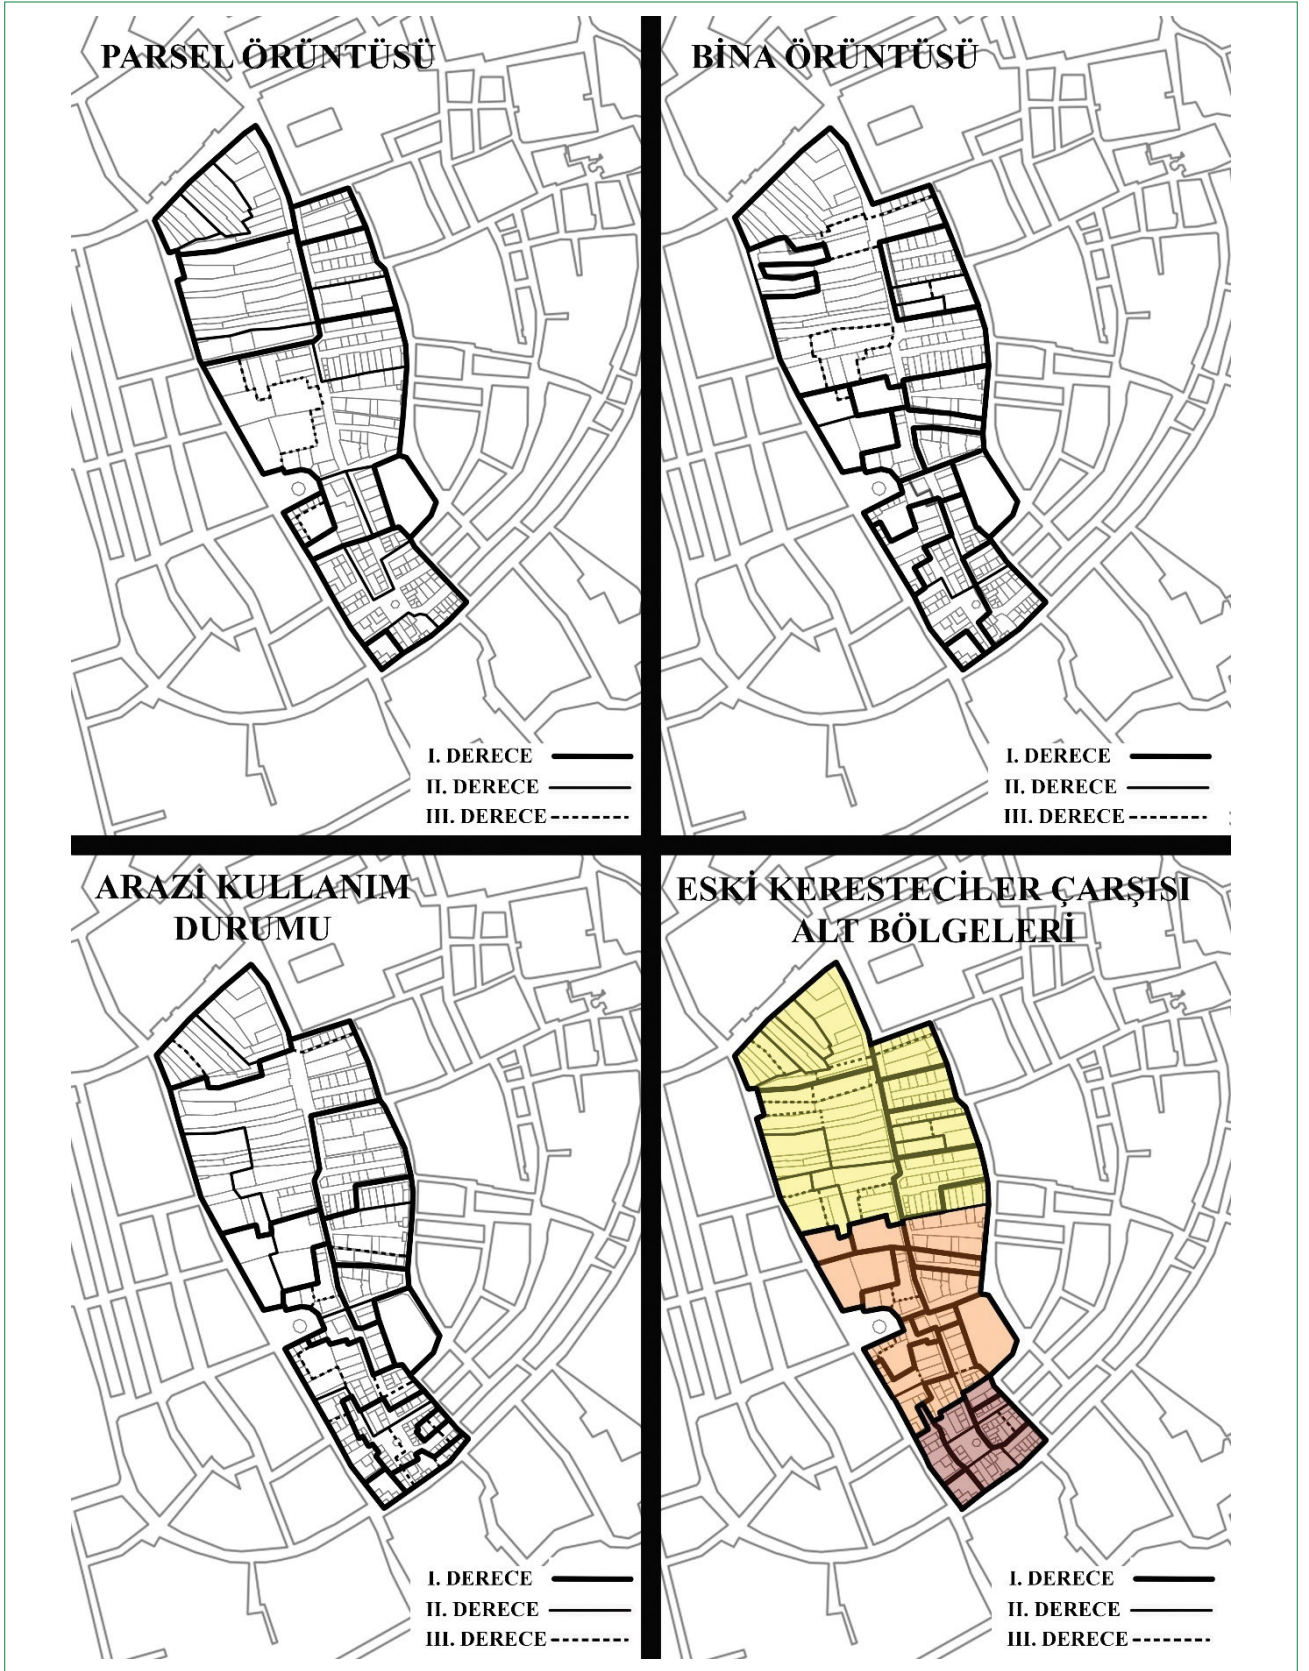 PARSEL ÖRÜNTÜSÜ
I. DERECE
II. DERECE
III. DERECE
BİNA ÖRÜNTÜSÜ
I. DERECE
II. DERECE
III. DERECE
ARAZİ KULLANIM
DURUMU
I. DERECE
II. DERECE
III. DERECE
ESKİ KERESTECİLER ÇARŞISI
ALT BÖLGELERİ
I. DERECE
II. DERECE
III. DERECE